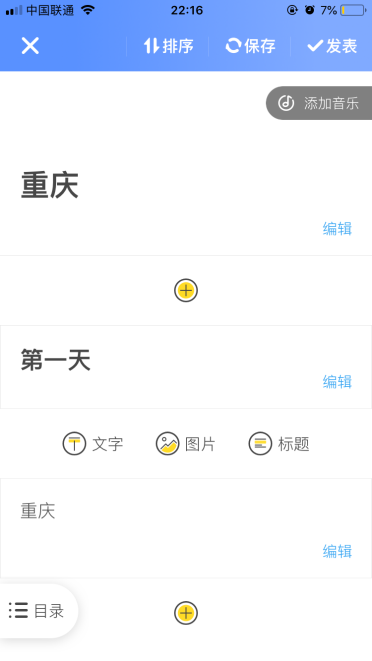 中国联通 22:16 7%
排序 保存 发表
添加音乐
重庆
编辑
第一天
编辑
文字 图片 标题
重庆
编辑
目录